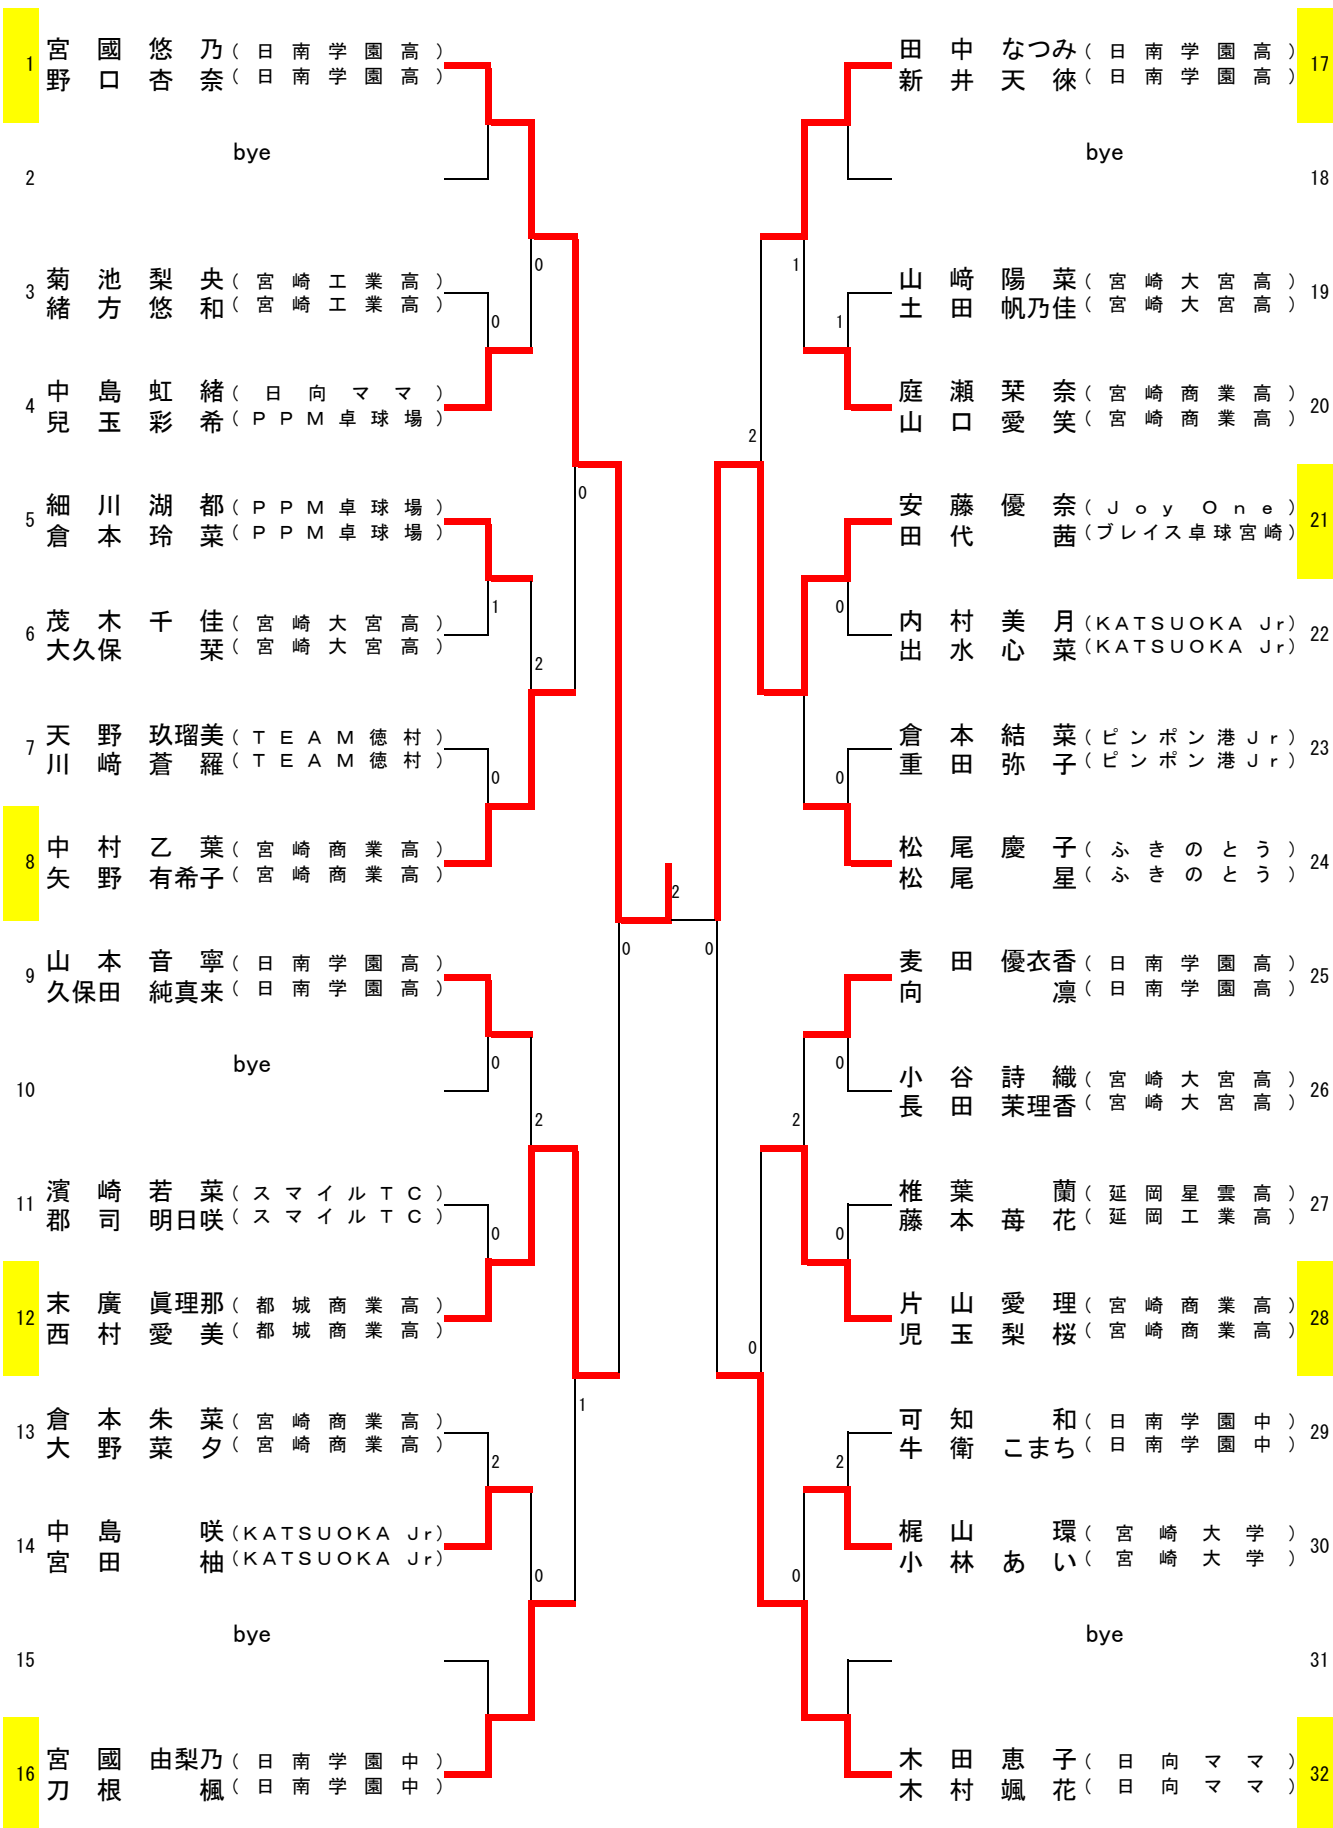 1 宮國悠乃(日南学園高)
野口杏奈(日南学園高)
bye
2
3 菊池梨央(宮崎工業高)
緒方悠和(宮崎工業高)
4 中島虹緒(日向ママ)
兒玉彩希(PPM卓球場)
5 細川湖都(PPM卓球場)
倉本玲菜(PPM卓球場)
6 茂木千佳(宮崎大宮高)
大久保栞(宮崎大宮高)
7 天野玖瑠美(TEAM徳村)
川﨑蒼羅(TEAM徳村)
8 中村乙葉(宮崎商業高)
矢野有希子(宮崎商業高)
9 山本音寧(日南学園高)
久保田純真来(日南学園高)
bye
10
11 濱崎若菜(スマイルTC)
郡司明日咲(スマイルTC)
12 末廣眞理那(都城商業高)
西村愛美(都城商業高)
13 倉本朱菜(宮崎商業高)
大野菜夕(宮崎商業高)
14 中島咲(KATSUOKA Jr)
宮田柚(KATSUOKA Jr)
bye
15
16 宮國由梨乃(日南学園中)
刀根楓(日南学園中)
0
0
0
1
2
0
0
2
0
1
2
0
0
2
0
1
1
2
0
0
0
0
2
0
0
2
0
田中なつみ(日南学園高) 17
新井天徠(日南学園高)
bye
18
山﨑陽菜(宮崎大宮高) 19
土田帆乃佳(宮崎大宮高)
庭瀬栞奈(宮崎商業高) 20
山口愛笑(宮崎商業高)
安藤優奈(Joy One) 21
田代茜(ブレイス卓球宮崎)
内村美月(KATSUOKA Jr) 22
出水心菜(KATSUOKA Jr)
倉本結菜(ピンポン港Jr) 23
重田弥子(ピンポン港Jr)
松尾慶子(ふきのとう) 24
松尾星(ふきのとう)
麦田優衣香(日南学園高) 25
向凛(日南学園高)
小谷詩織(宮崎大宮高) 26
長田茉理香(宮崎大宮高)
椎葉蘭(延岡星雲高) 27
藤本苺花(延岡工業高)
片山愛理(宮崎商業高) 28
児玉梨桜(宮崎商業高)
可知和(日南学園中) 29
牛衛こまち(日南学園中)
梶山環(宮崎大学) 30
小林あい(宮崎大学)
bye
31
木田恵子(日向ママ) 32
木村颯花(日向ママ)